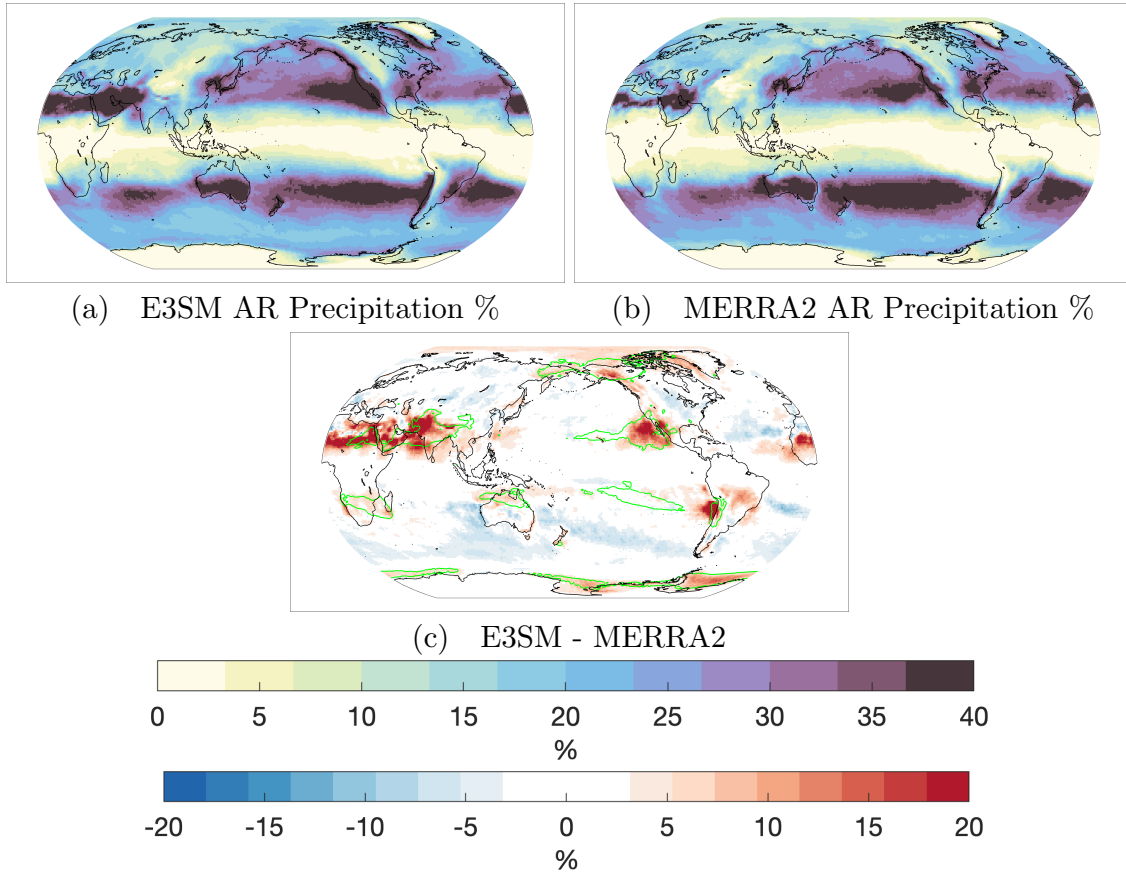 (a) E3SM AR Precipitation %
(b) MERRA2 AR Precipitation %
(c) E3SM - MERRA2
0 5 10 15 20 25 30 35 40
%
-20 -15 -10 -5 0 5 10 15 20
%